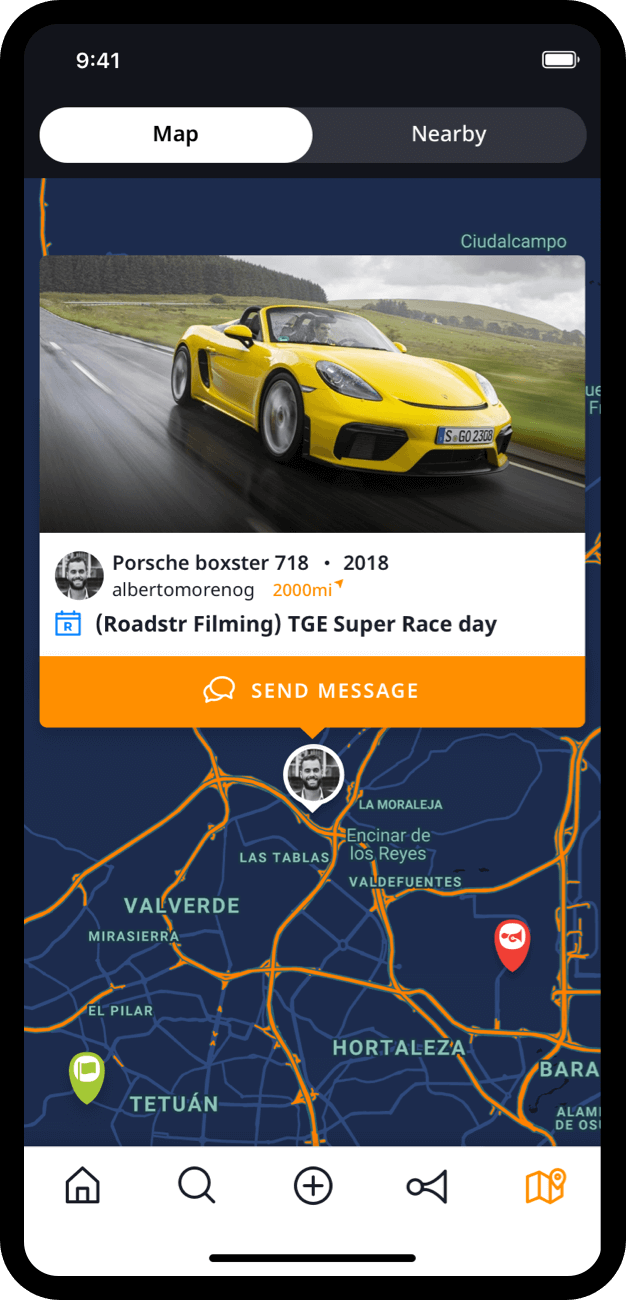 9:41
Map
Nearby
Ciudalcampo
S GO 2308
Porsche boxster 718 • 2018
albertomorenog 2000mi
R
(Roadstr Filming) TGE Super Race day
SEND MESSAGE
LA MORALEJA
Encinar de
los Reyes
LAS TABLAS
VALDEFUENTES
VALVERDE
MIRASIERRA
EL PILAR
HORTALEZA
BARA
TETUÁN
ALAM
DE OSU